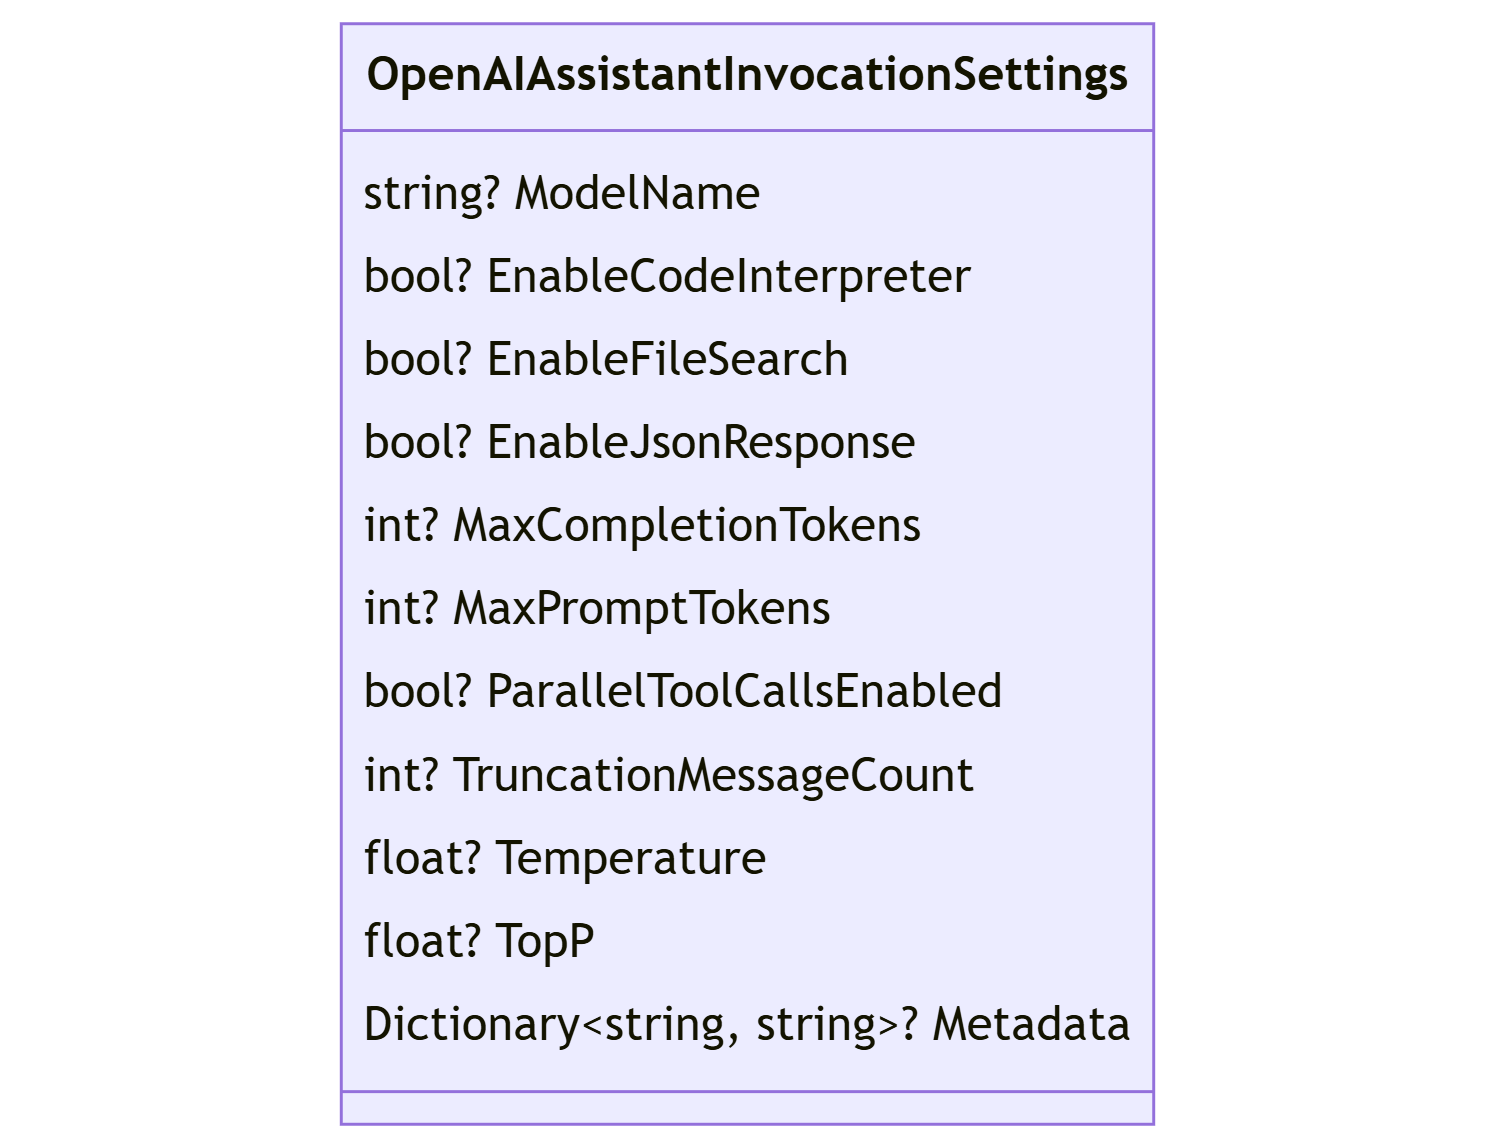 OpenAIAssistantInvocationSettings
string? ModelName
bool? EnableCodeInterpreter
bool? EnableFileSearch
bool? EnableJsonResponse
int? MaxCompletionTokens
int? MaxPromptTokens
bool? ParallelToolCallsEnabled
int? TruncationMessageCount
float? Temperature
float? TopP
Dictionary<string, string>? Metadata